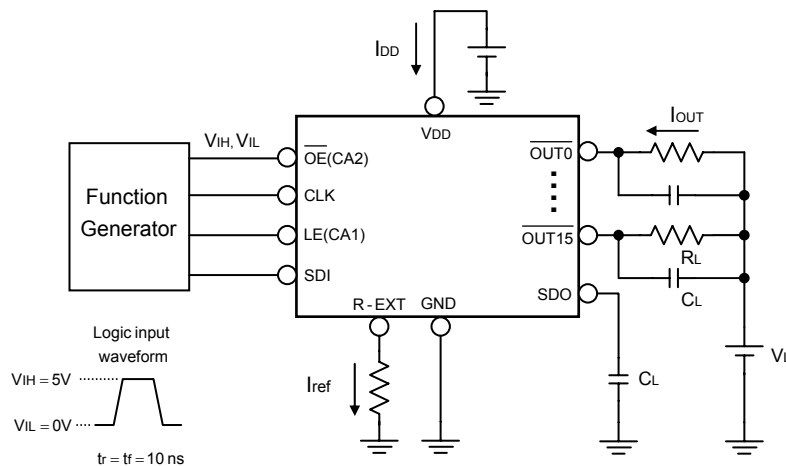 IDD
VDD
VIH, VIL
OE(CA2)
CLK
LE(CA1)
SDI
Function
Generator
OUT0
OUT15
SDO
IOUT
RL
CL
R-EXT
GND
Iref
CL
VL
Logic input
waveform
VIH = 5V
VIL = 0V
tr = tf = 10 ns